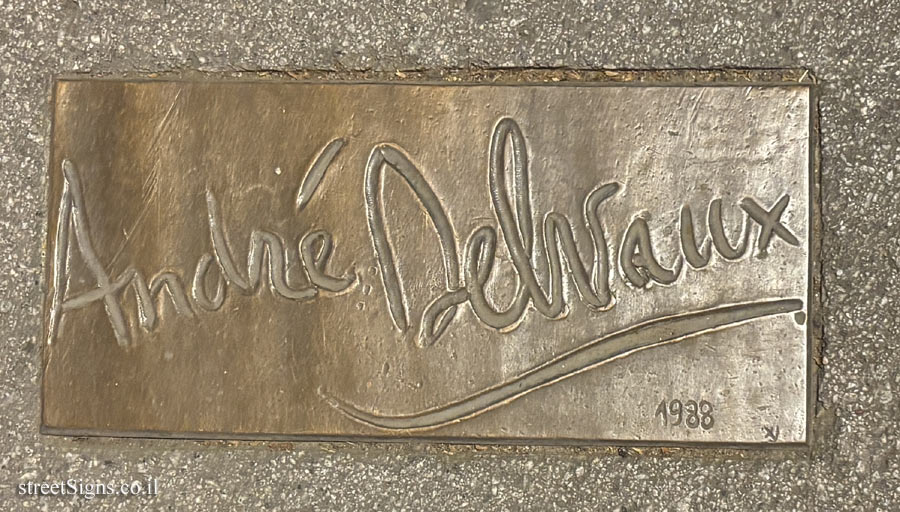 André Delvaux
1988
streetSigns.co.il